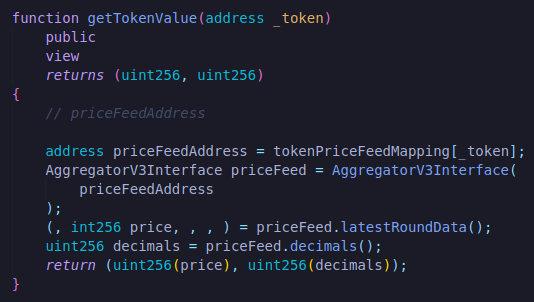 function getTokenValue(address _token)
    public
    view
    returns (uint256, uint256)
{
    // priceFeedAddress
    address priceFeedAddress = tokenPriceFeedMapping[_token];
    AggregatorV3Interface priceFeed = AggregatorV3Interface(
        priceFeedAddress
    );
    (, int256 price, , , ) = priceFeed.latestRoundData();
    uint256 decimals = priceFeed.decimals();
    return (uint256(price), uint256(decimals));
}